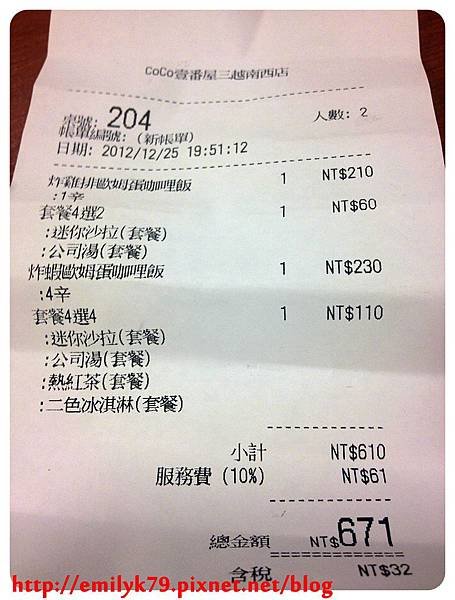 CoCo壹番屋三越南西店
桌號: 204 人數: 2
帳單編號: (新帳單)
日期: 2012/12/25 19:51:12
炸雞排歐姆蛋咖哩飯 1 NT$210
:1辛
套餐4選2 1 NT$60
:迷你沙拉(套餐)
:公司湯(套餐)
炸蝦歐姆蛋咖哩飯 1 NT$230
:4辛
套餐4選4 1 NT$110
:迷你沙拉(套餐)
:公司湯(套餐)
:熱紅茶(套餐)
:二色冰淇淋(套餐)
小計 NT$610
服務費 (10%) NT$61
總金額 NT$671
含稅 NT$32
http://emilyk79.pixnet.net/blog